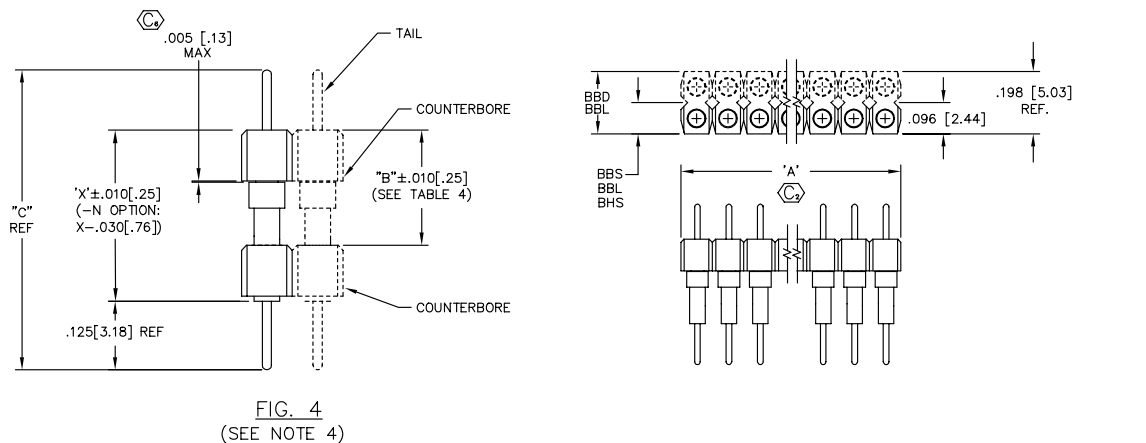 C6
.005 [.13]
MAX
TAIL
COUNTERBORE
"C"
REF
'X'±.010[.25]
(−N OPTION:
X−.030[.76])
"B"±.010[.25]
(SEE TABLE 4)
COUNTERBORE
.125[3.18] REF
FIG. 4
(SEE NOTE 4)
BBD
BBL
.198 [5.03]
REF.
.096 [2.44]
BBS
BBL
BHS
'A'
C2